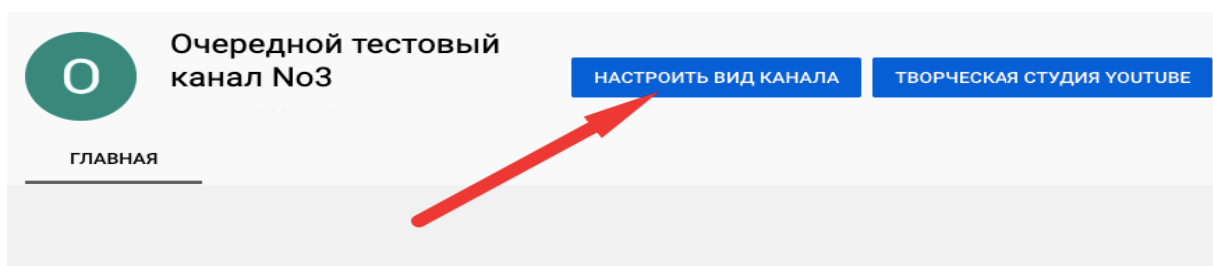 О
Очередной тестовый
канал No3
НАСТРОИТЬ ВИД КАНАЛА
ТВОРЧЕСКАЯ СТУДИЯ YOUTUBE
ГЛАВНАЯ